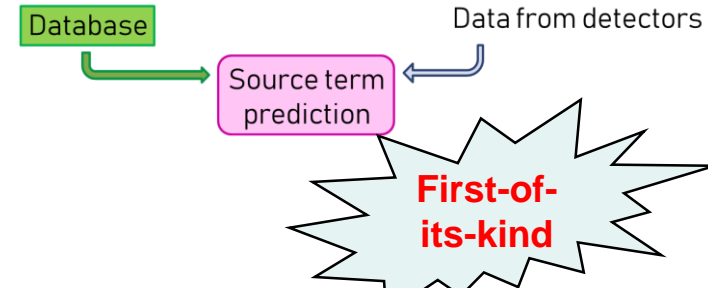 Database
Data from detectors
Source term
prediction
First-of-
its-kind